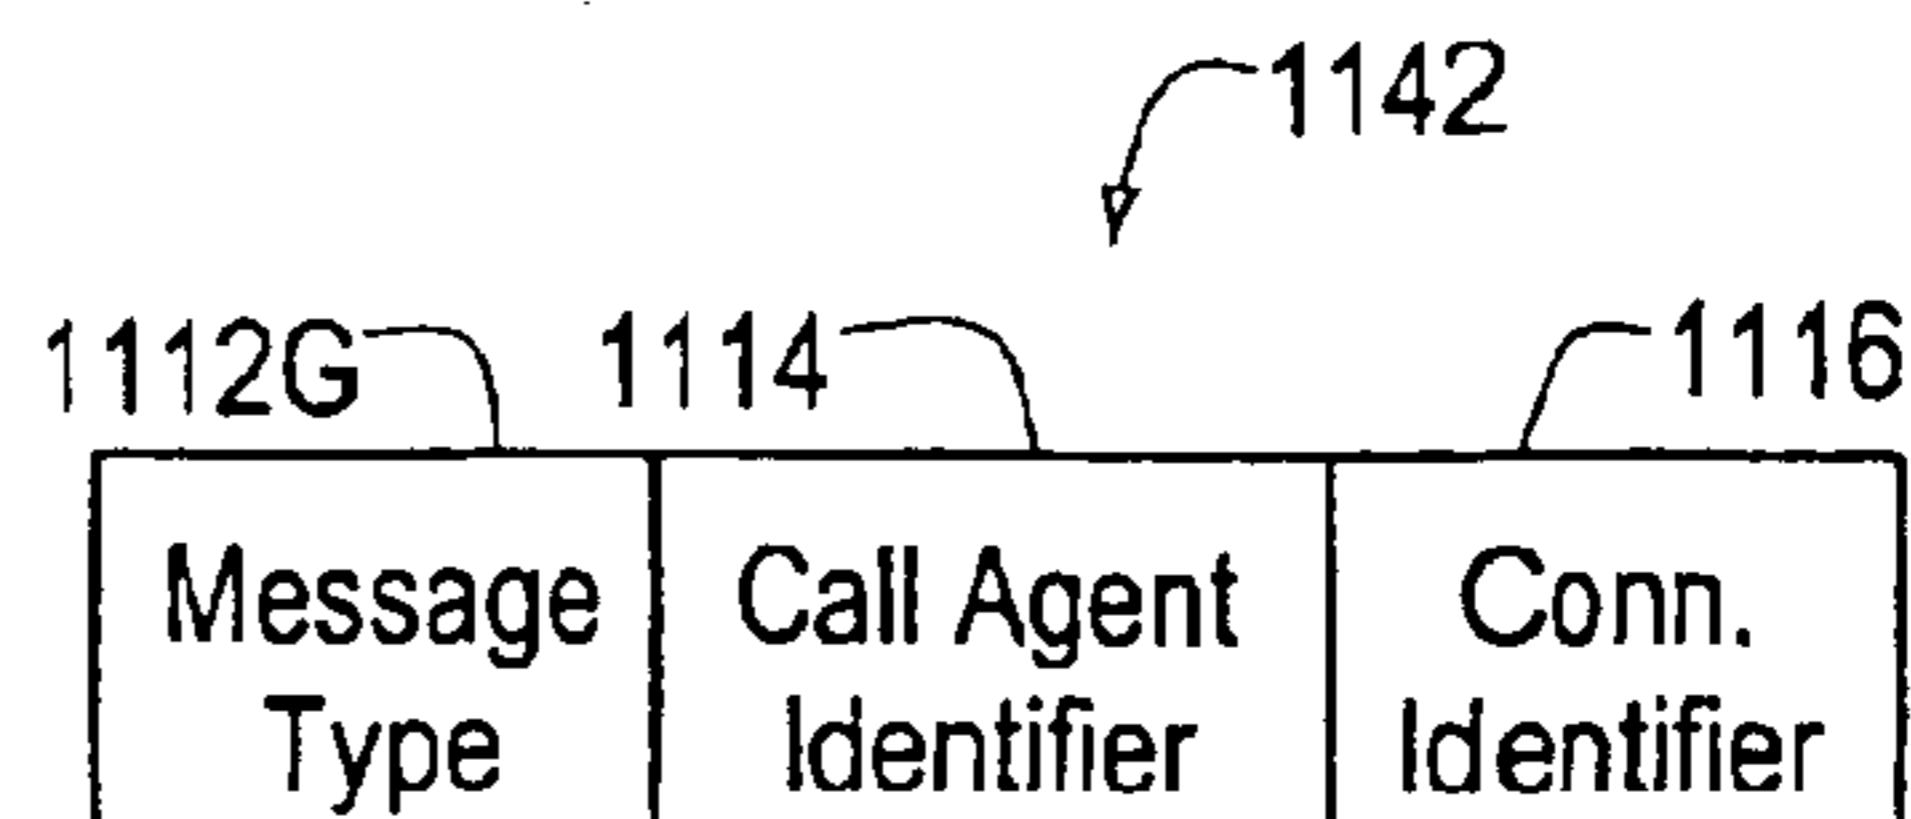 1142
1112G 1114 1116
Message Call Agent Conn.
Type Identifier Identifier